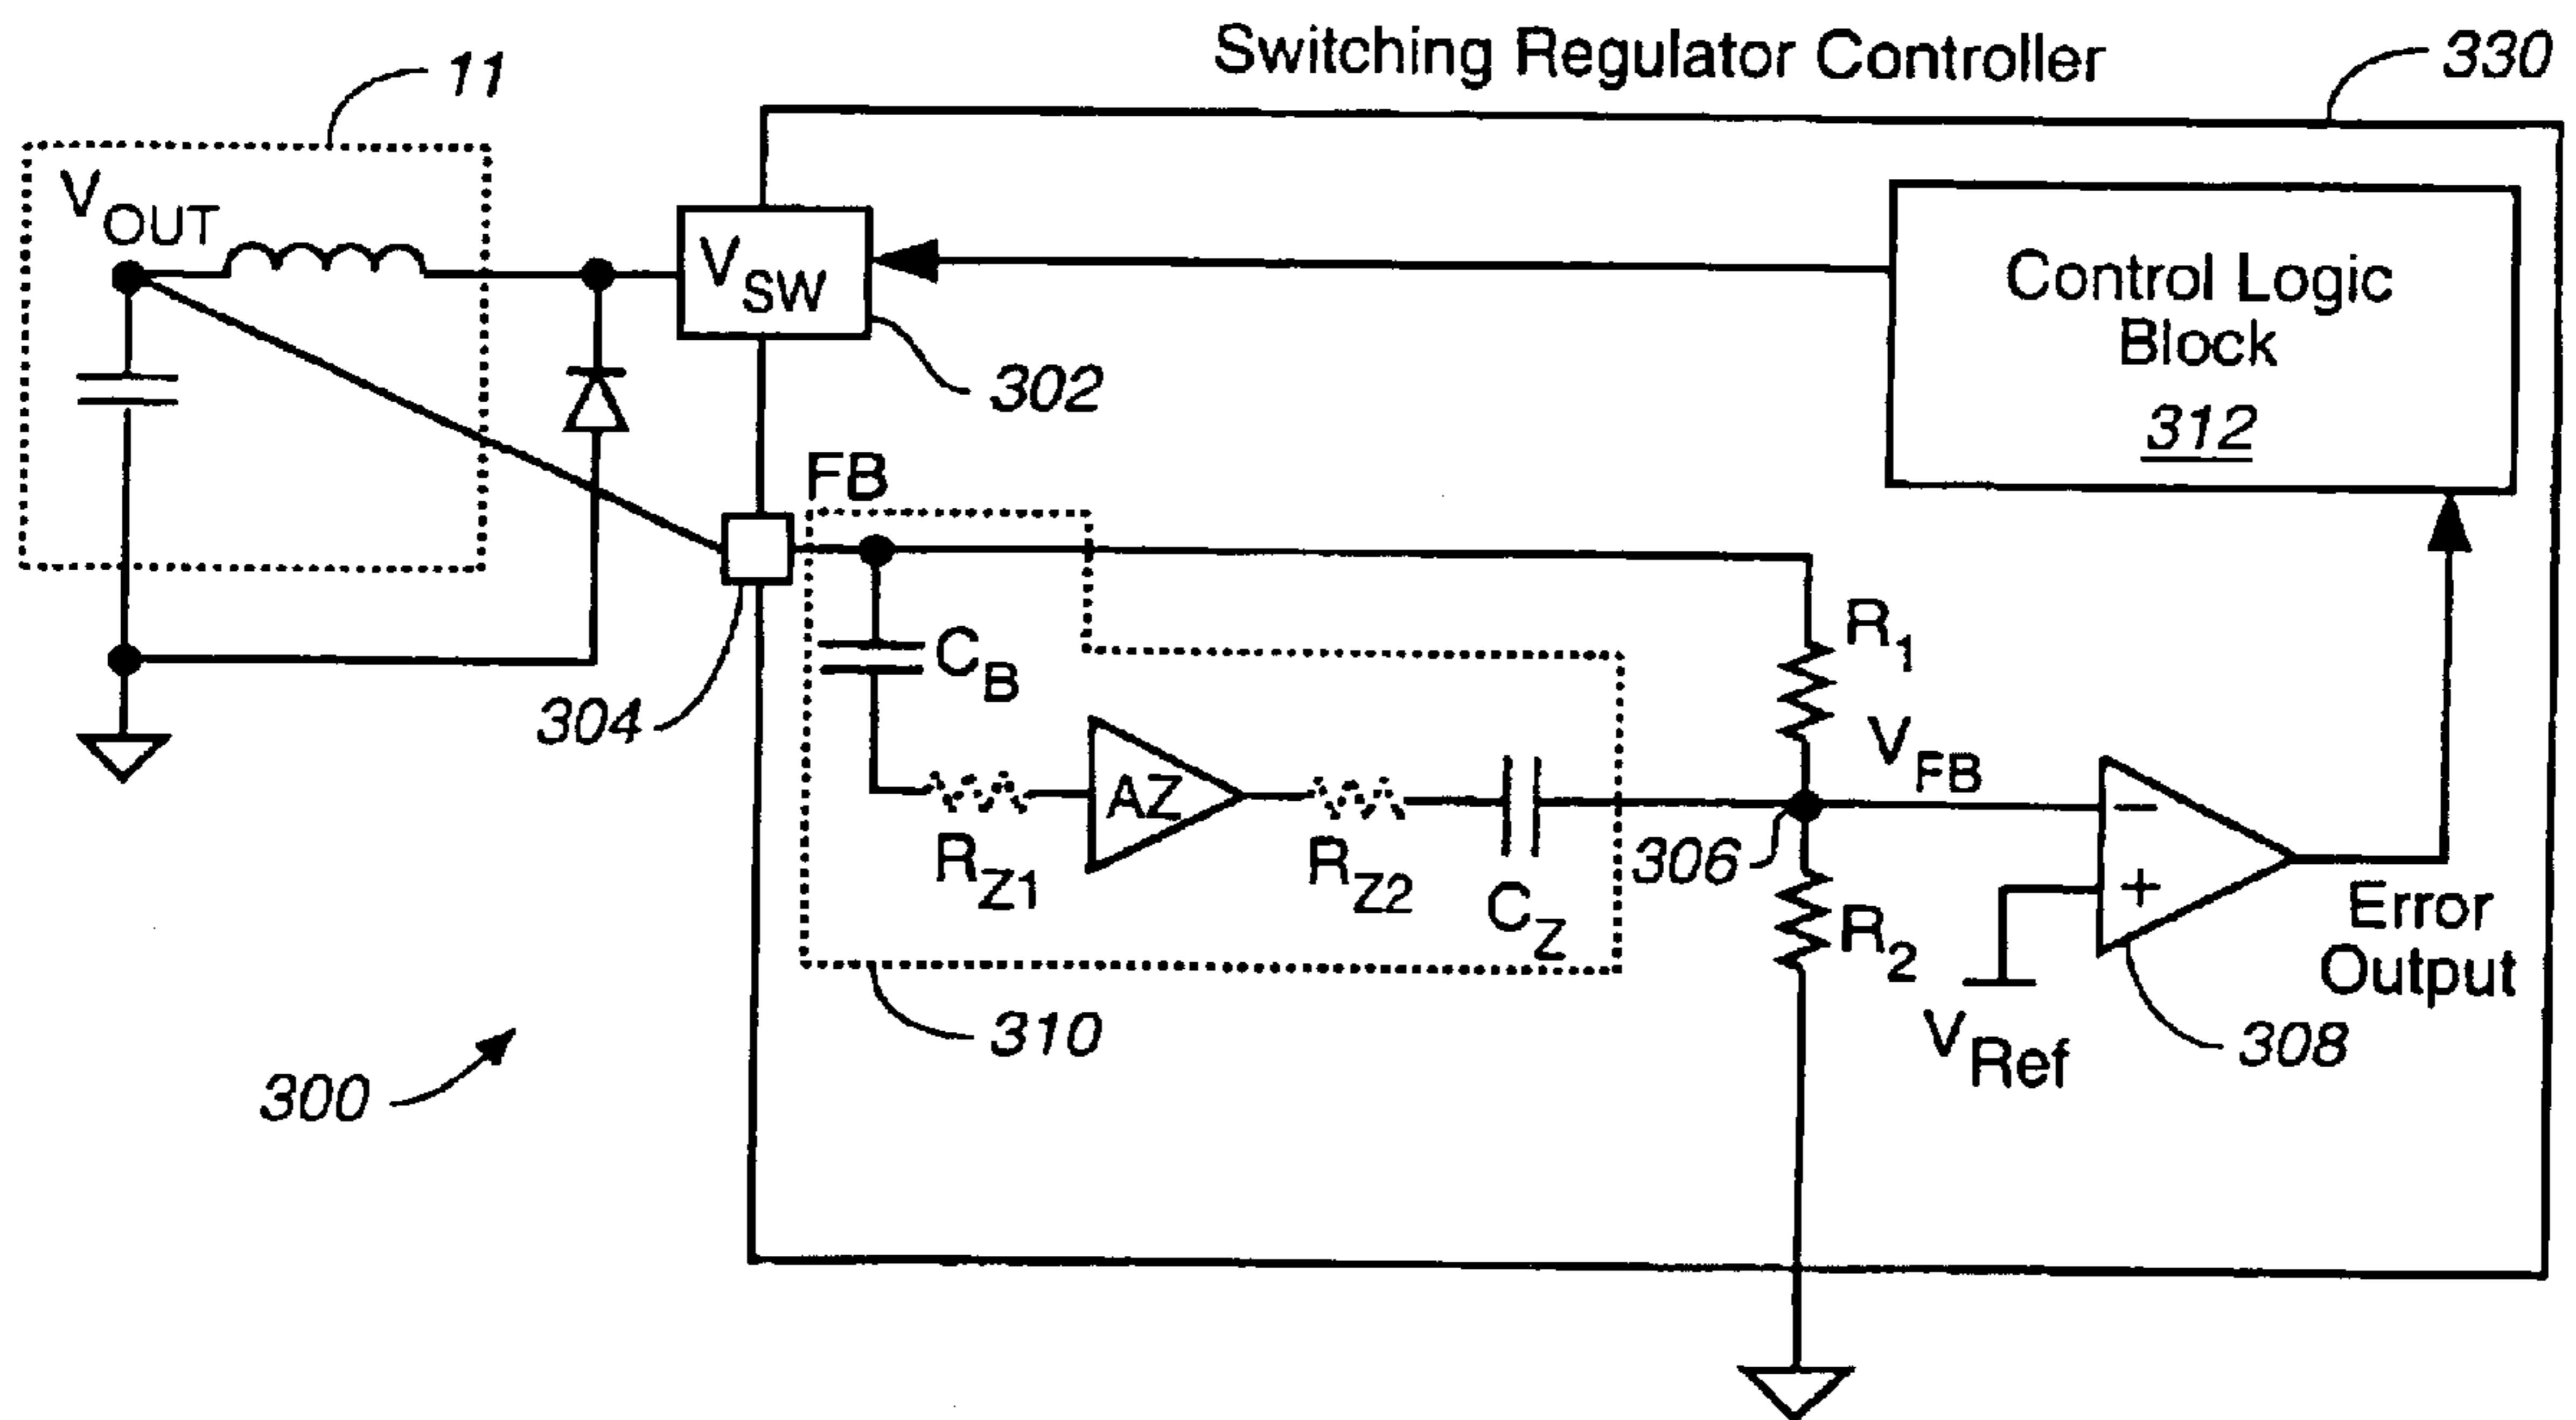 Switching Regulator Controller
330
11
VOUT
VSW
302
Control Logic
Block
312
FB
304
CB
RZ1
AZ
RZ2
CZ
R1
VFB
306
R2
−
+
Error
Output
VRef
308
310
300